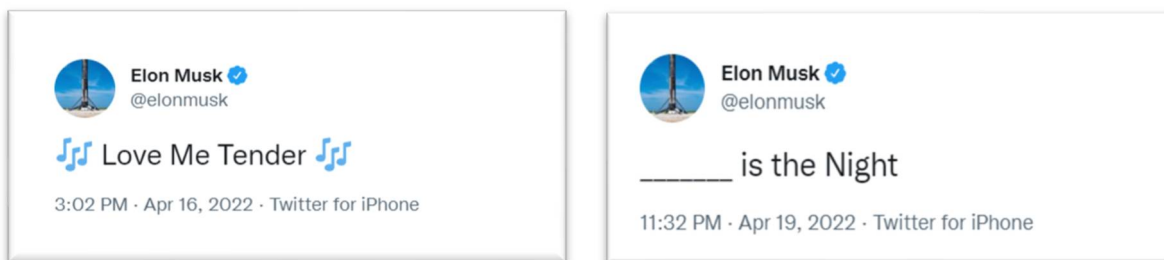 Elon Musk
@elonmusk
🎶 Love Me Tender 🎶
3:02 PM · Apr 16, 2022 · Twitter for iPhone
Elon Musk
@elonmusk
_______ is the Night
11:32 PM · Apr 19, 2022 · Twitter for iPhone